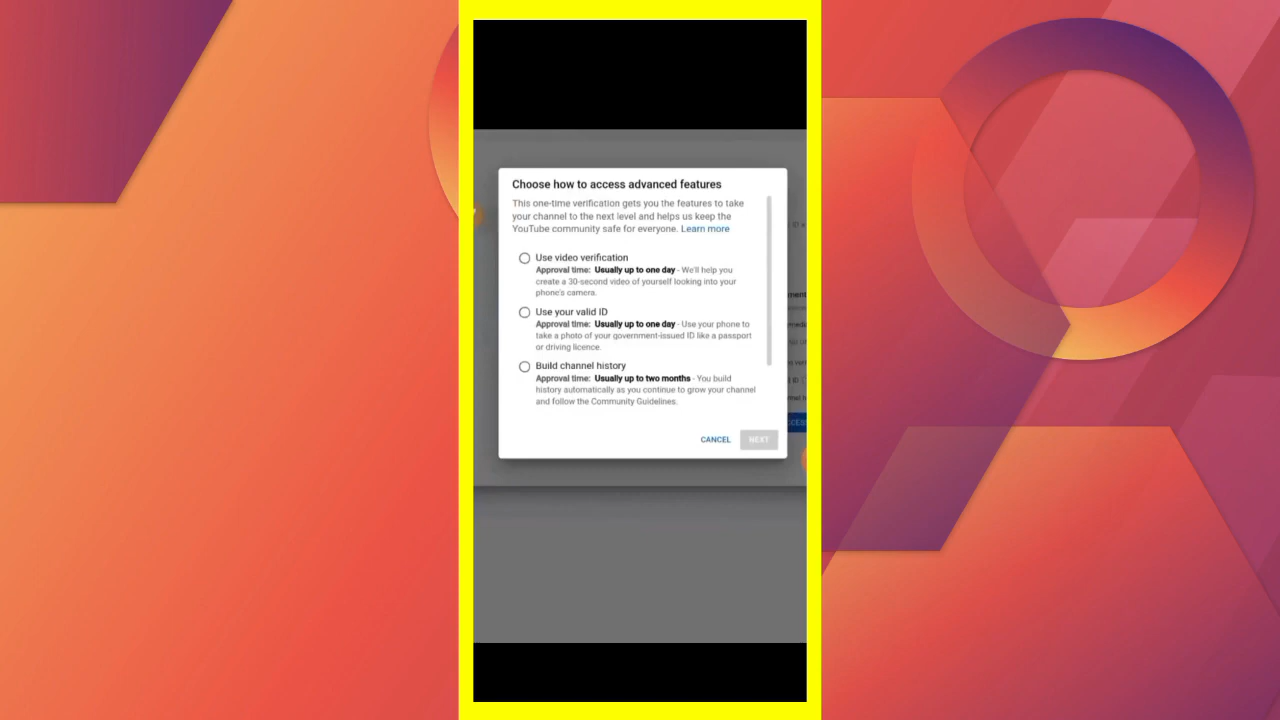 Choose how to access advanced features
This one-time verification gets you the features to take
your channel to the next level and helps us keep the
YouTube community safe for everyone. Learn more
Use video verification
Approval time: Usually up to one day - We'll help you
create a 30-second video of yourself looking into your
phone's camera.
Use your valid ID
Approval time: Usually up to one day - Use your phone to
take a photo of your government-issued ID like a passport
or driving licence.
Build channel history
Approval time: Usually up to two months - You build
history automatically as you continue to grow your channel
and follow the Community Guidelines.
CANCEL NEXT